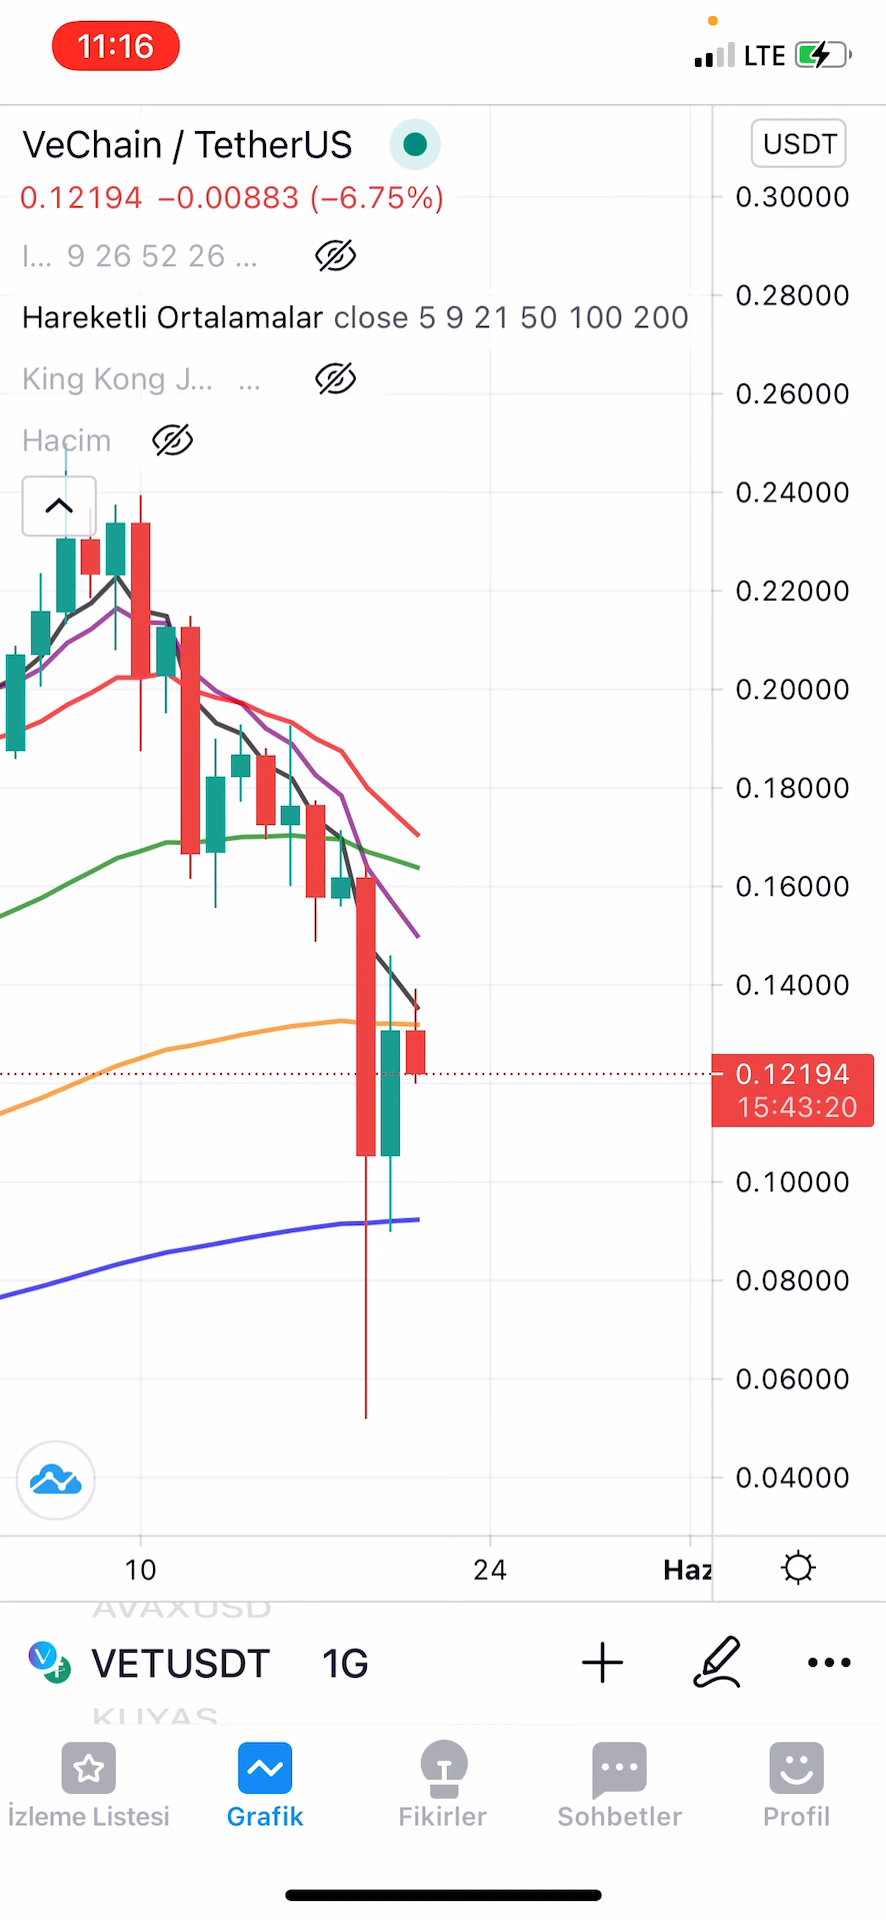 11:16
LTE
VeChain / TetherUS
USDT
0.12194 −0.00883 (−6.75%)
I... 9 26 52 26 ...
Hareketli Ortalamalar close 5 9 21 50 100 200
King Kong J... ...
Hacim
0.30000
0.28000
0.26000
0.24000
0.22000
0.20000
0.18000
0.16000
0.14000
0.12194
15:43:20
0.10000
0.08000
0.06000
0.04000
10 24 Haz
AVAXUSD
VETUSDT 1G
KUYAS
İzleme Listesi Grafik Fikirler Sohbetler Profil